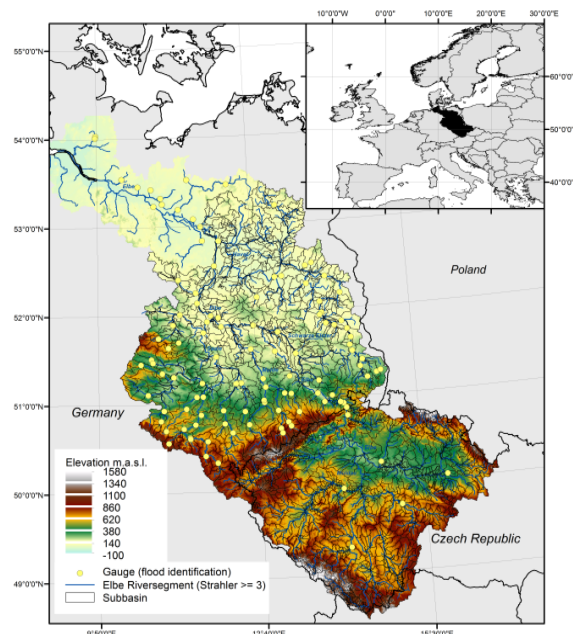 10°0'0"W 0°0'0" 10°0'0"E 20°0'0"E 30°0'0"E
55°0'0"N
60°0'0"N
54°0'0"N
50°0'0"N
40°0'0"N
Elbe
53°0'0"N
Poland
52°0'0"N
51°0'0"N
Germany
Elevation m.a.s.l.
1580
1340
1100
860
620
380
140
-100
50°0'0"N
Czech Republic
Gauge (flood identification)
Elbe Riversegment (Strahler >= 3)
Subbasin
49°0'0"N